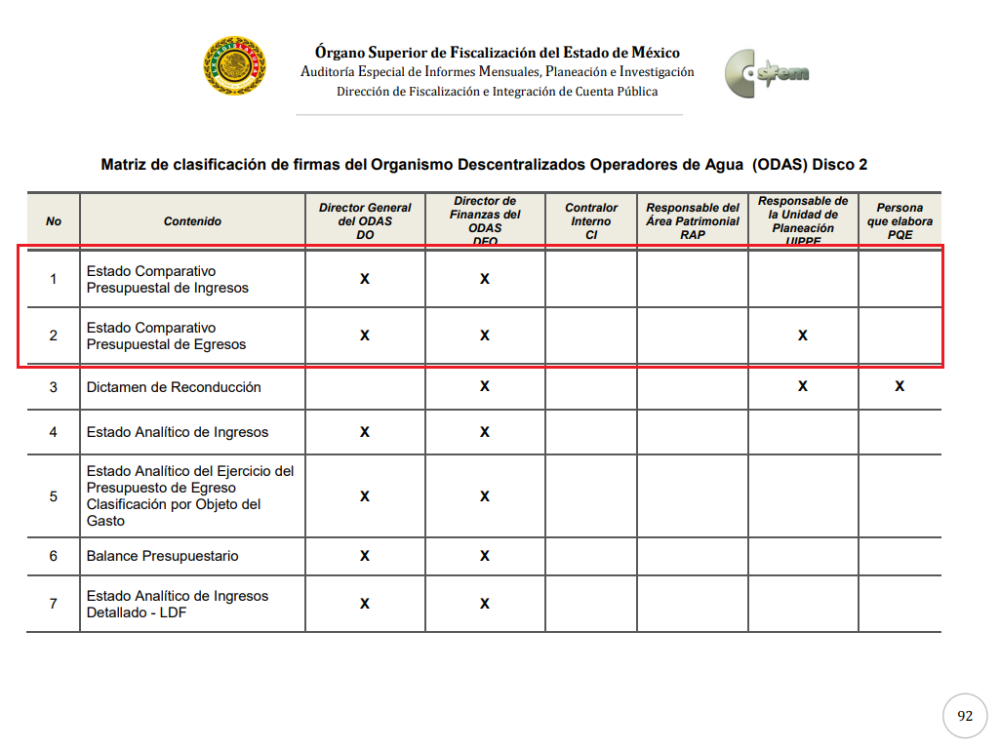 Órgano Superior de Fiscalización del Estado de México
Auditoría Especial de Informes Mensuales, Planeación e Investigación
Dirección de Fiscalización e Integración de Cuenta Pública
osfem
Matriz de clasificación de firmas del Organismo Descentralizados Operadores de Agua (ODAS) Disco 2
No
Contenido
Director General
del ODAS
DO
Director de
Finanzas del
ODAS
DFO
Contralor
Interno
CI
Responsable del
Área Patrimonial
RAP
Responsable de
la Unidad de
Planeación
UIPPE
Persona
que elabora
PQE
1
Estado Comparativo
Presupuestal de Ingresos
X
X
2
Estado Comparativo
Presupuestal de Egresos
X
X
X
3
Dictamen de Reconducción
X
X
X
4
Estado Analítico de Ingresos
X
X
5
Estado Analítico del Ejercicio del
Presupuesto de Egreso
Clasificación por Objeto del
Gasto
X
X
6
Balance Presupuestario
X
X
7
Estado Analítico de Ingresos
Detallado - LDF
X
X
92